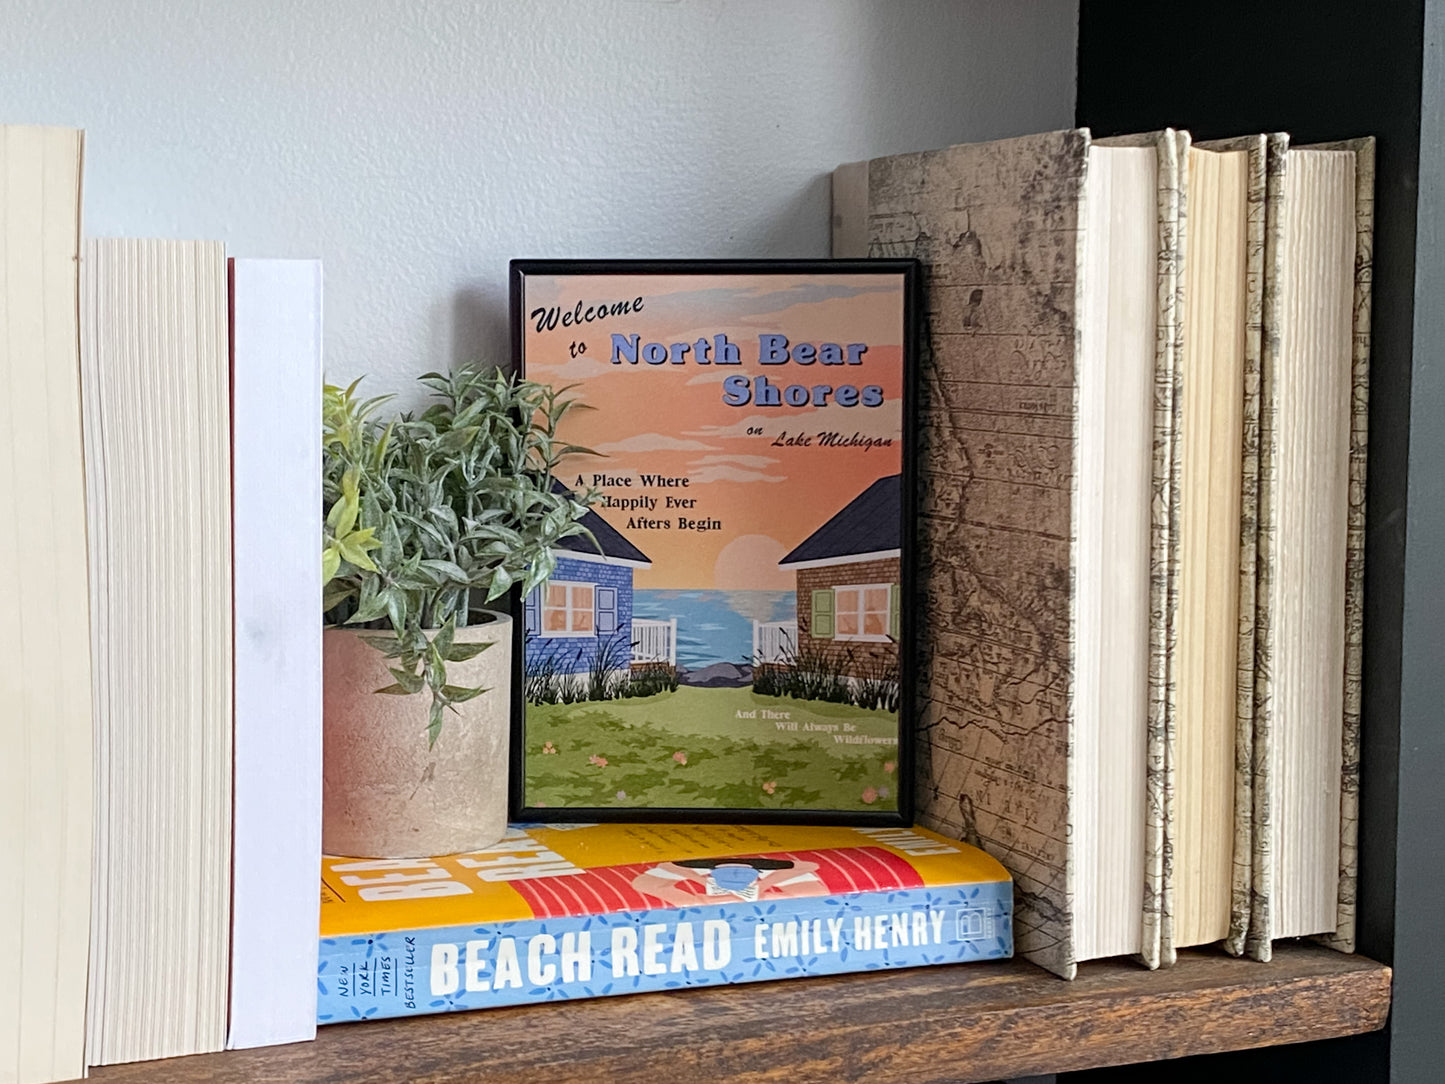 Welcome
to North Bear
Shores
on Lake Michigan
A Place Where
Happily Ever
Afters Begin
And There
Will Always Be
Wildflowers
BEACH READ EMILY HENRY
NEW
YORK
TIMES
BESTSELLER